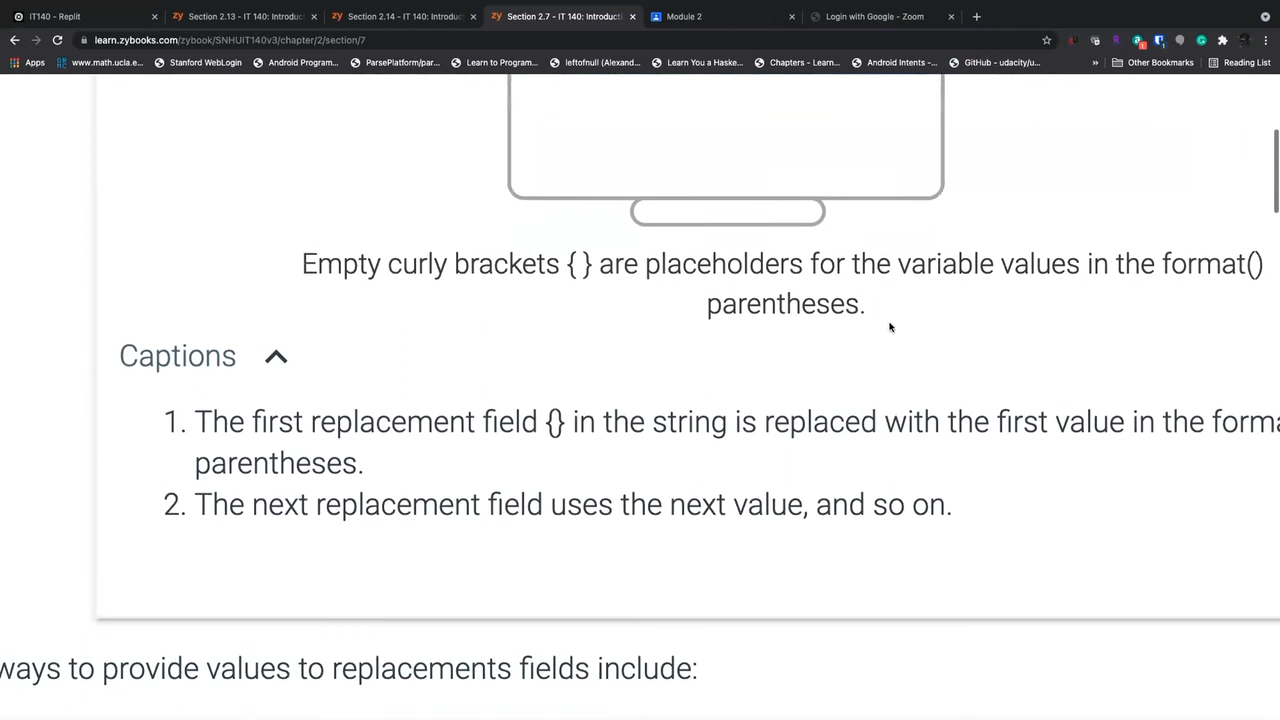 IT140 - Replit
Section 2.13 - IT 140: Introduct
Section 2.14 - IT 140: Introduc
Section 2.7 - IT 140: Introducti
Module 2
Login with Google - Zoom
learn.zybooks.com/zybook/SNHUIT140v3/chapter/2/section/7
Apps
www.math.ucla.e...
Stanford WebLogin
Android Program...
ParsePlatform/par...
Learn to Program...
leftofnull (Alexand...
Learn You a Haske...
Chapters - Learn...
Android Intents -...
GitHub - udacity/u...
»
Other Bookmarks
Reading List
Empty curly brackets { } are placeholders for the variable values in the format()
parentheses.
Captions
1. The first replacement field {} in the string is replaced with the first value in the forma
parentheses.
2. The next replacement field uses the next value, and so on.
ways to provide values to replacements fields include: